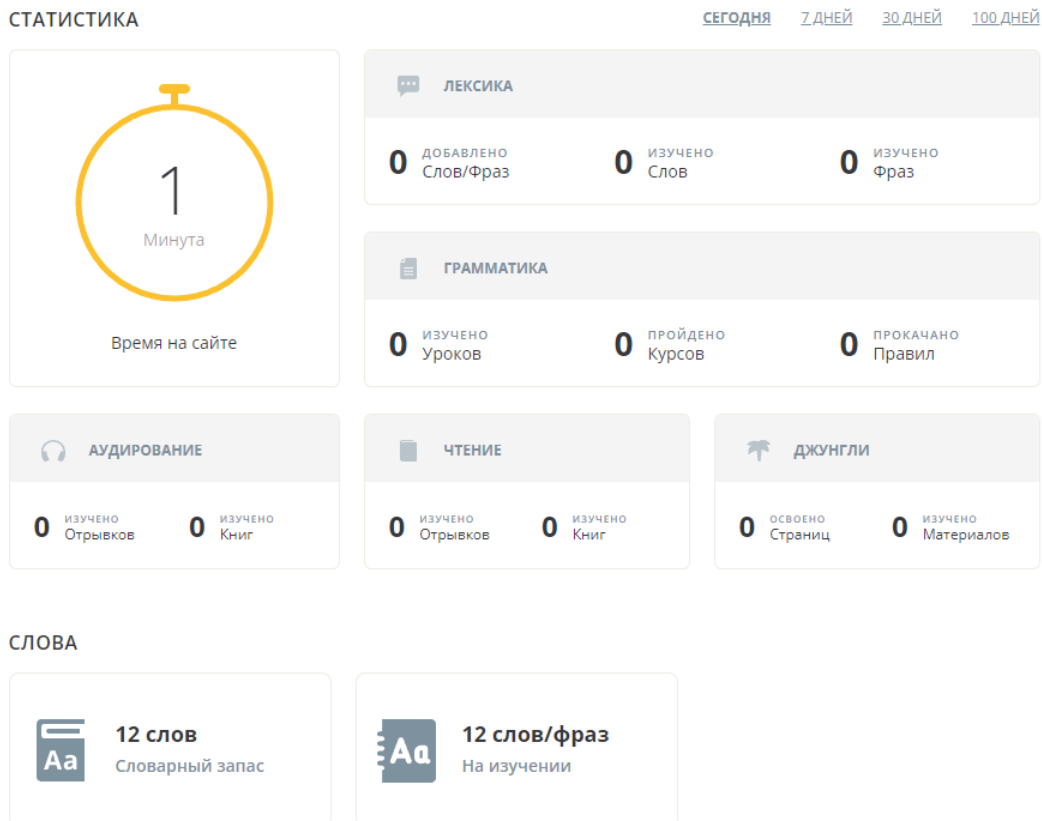 СТАТИСТИКА
СЕГОДНЯ 7 ДНЕЙ 30 ДНЕЙ 100 ДНЕЙ
1
Минута
Время на сайте
ЛЕКСИКА
0 ДОБАВЛЕНО Слов/Фраз
0 ИЗУЧЕНО Слов
0 ИЗУЧЕНО Фраз
ГРАММАТИКА
0 ИЗУЧЕНО Уроков
0 ПРОЙДЕНО Курсов
0 ПРОКАЧАНО Правил
АУДИРОВАНИЕ
0 ИЗУЧЕНО Отрывков
0 ИЗУЧЕНО Книг
ЧТЕНИЕ
0 ИЗУЧЕНО Отрывков
0 ИЗУЧЕНО Книг
ДЖУНГЛИ
0 ОСВОЕНО Страниц
0 ИЗУЧЕНО Материалов
СЛОВА
Aa
12 слов
Словарный запас
Aa
12 слов/фраз
На изучении